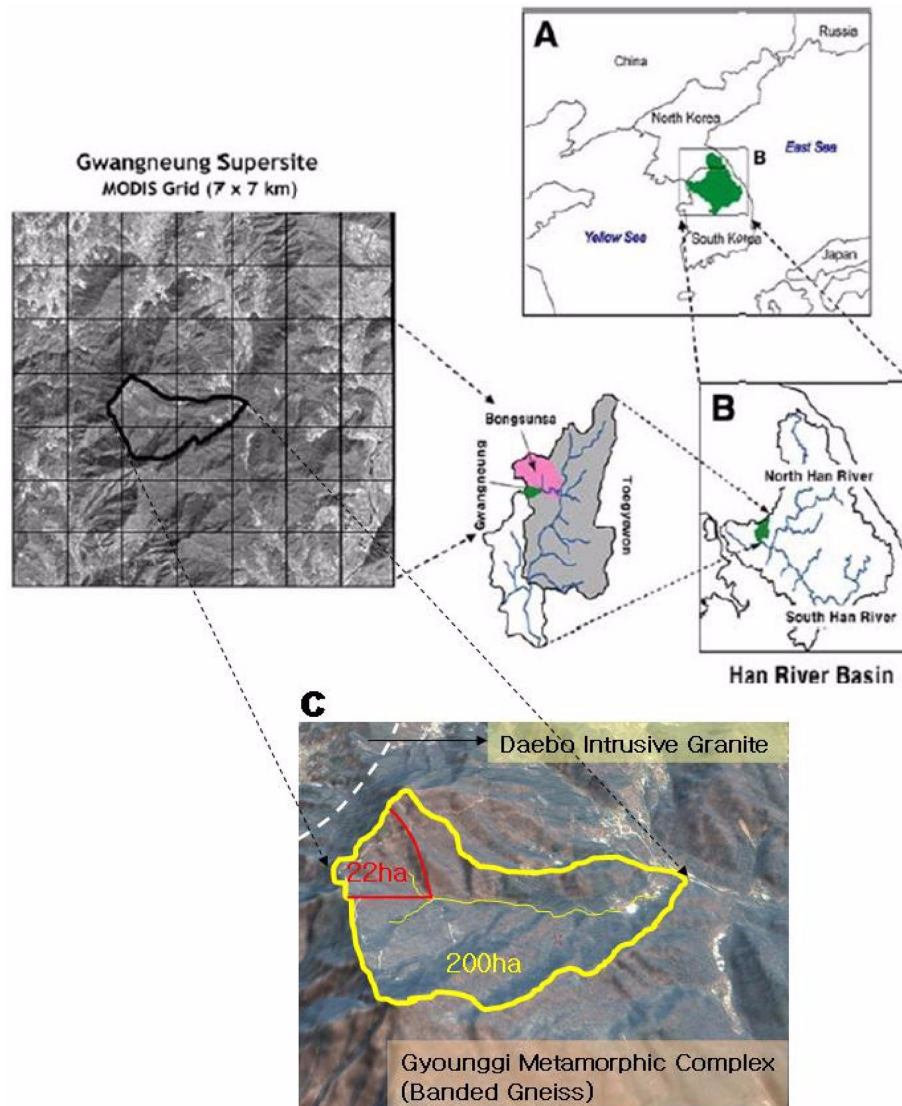 A
Russia
China
North Korea
East Sea
B
Yellow Sea
South Korea
Japan
Gwangneung Supersite
MODIS Grid (7 x 7 km)
Bongsunsa
Gwangneung
Toegyewon
B
North Han River
South Han River
Han River Basin
C
Daebo Intrusive Granite
22ha
200ha
Gyounggi Metamorphic Complex
(Banded Gneiss)